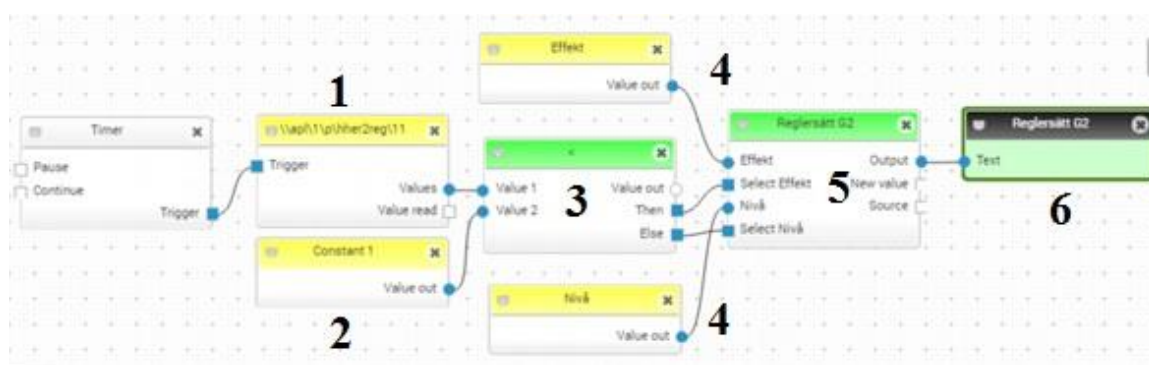 Timer
Pause
Continue
Trigger
1
\\apl\1\p\hher2reg\11
Trigger
Values
Value read
Constant 1
Value out
2
Effekt
Value out
4
<
Value 1
Value 2
3
Value out
Then
Else
Nivå
Value out
4
Reglersätt G2
Effekt
Select Effekt
Nivå
Select Nivå
5
Output
New value
Source
Reglersätt G2
Text
6